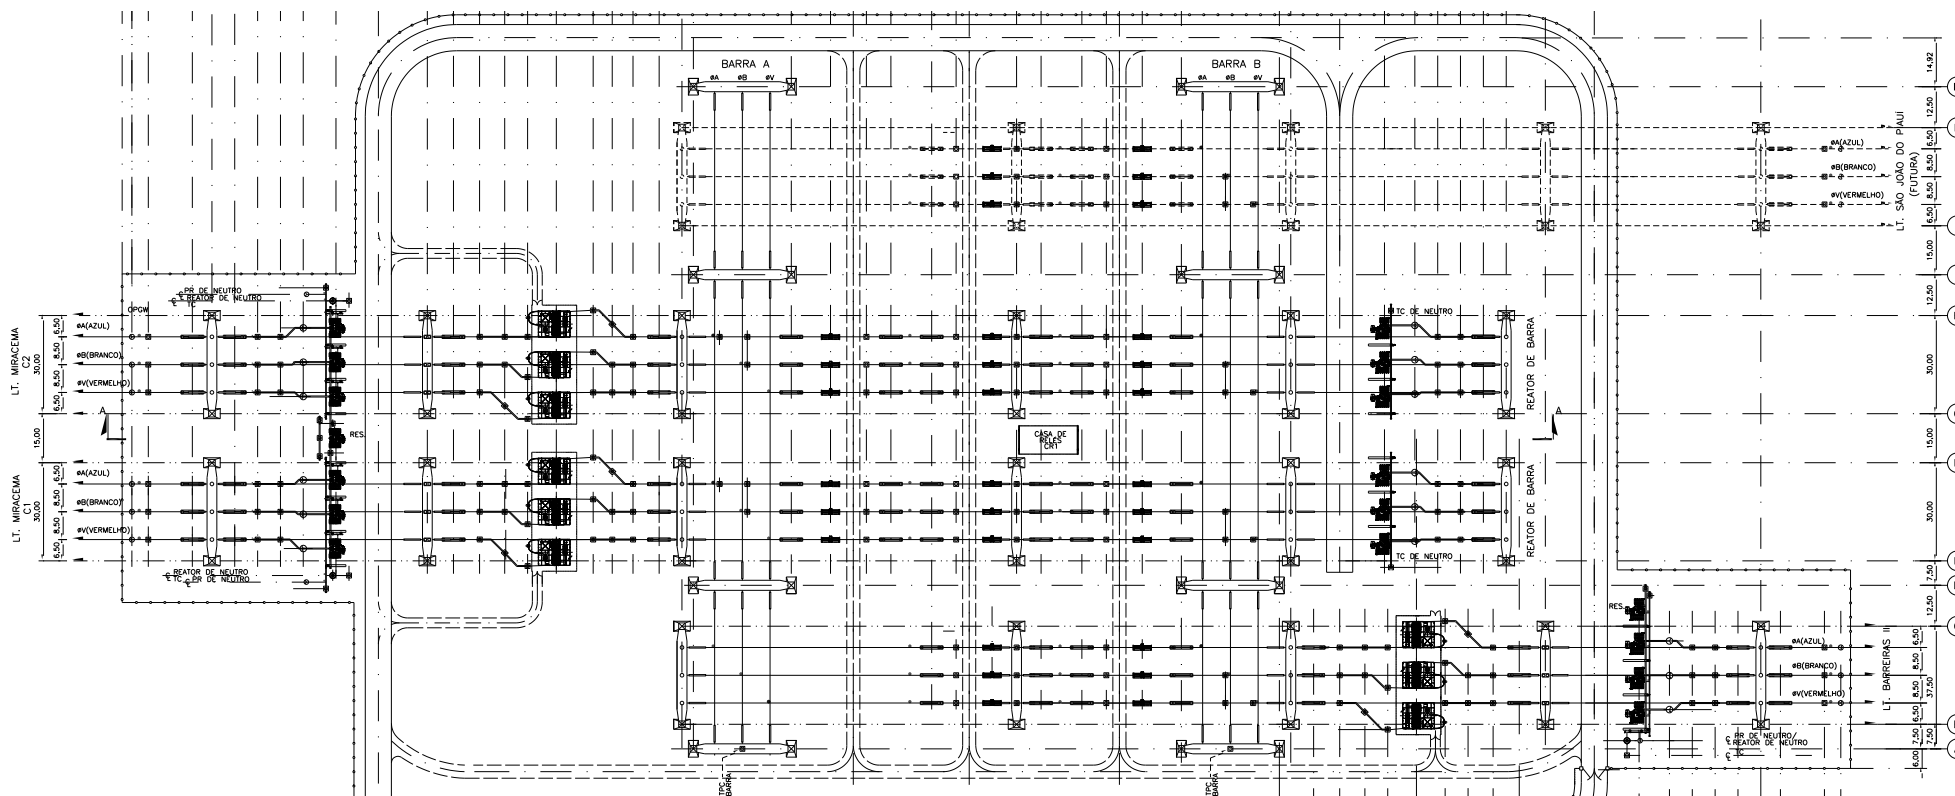 BARRA A
øA øB øV
BARRA B
øA øB øV
14,92
12,50
6,50
8,50
8,50
6,50
15,00
12,50
30,00
15,00
30,00
7,50
12,50
6,50
8,50
8,50
37,50
6,50
7,50
7,50
6,00
øA(AZUL)
øB(BRANCO)
øV(VERMELHO)
LT. SÃO JOÃO DO PIAUÍ
(FUTURA)
PR DE NEUTRO
REATOR DE NEUTRO
TC
OPGW
øA(AZUL)
øB(BRANCO)
øV(VERMELHO)
LT. MIRACEMA
C2
30,00
6,50
8,50
8,50
6,50
A
15,00
RES.
TC DE NEUTRO
REATOR DE BARRA
A
CASA DE
RELÉS
CR1
LT. MIRACEMA
C1
30,00
6,50
8,50
8,50
6,50
øA(AZUL)
øB(BRANCO)
øV(VERMELHO)
REATOR DE NEUTRO
TC
PR DE NEUTRO
REATOR DE BARRA
TC DE NEUTRO
RES.
øA(AZUL)
øB(BRANCO)
øV(VERMELHO)
LT. BARREIRAS II
PR DE NEUTRO/
REATOR DE NEUTRO
TC
TPC
BARRA
TPC
BARRA